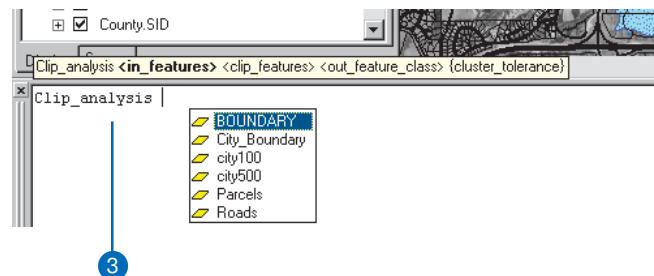 County.SID
Clip_analysis <in_features> <clip_features> <out_feature_class> {cluster_tolerance}
Clip_analysis
BOUNDARY
City_Boundary
city100
city500
Parcels
Roads
3